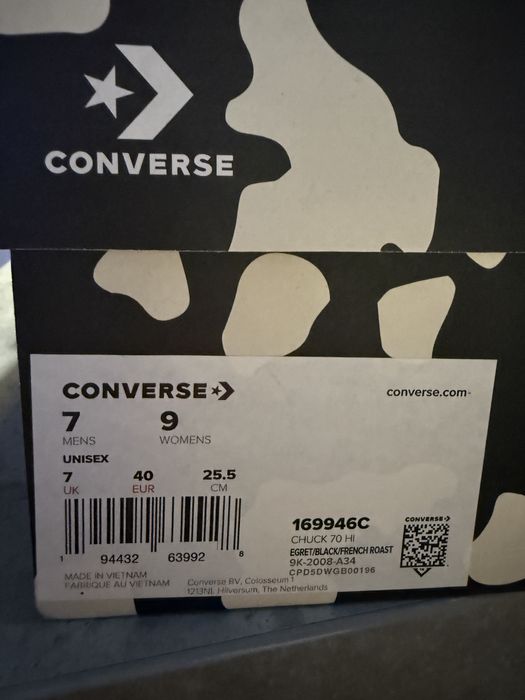 CONVERSE
CONVERSE
converse.com
7 9
MENS WOMENS
UNISEX
7 40 25.5
UK EUR CM
1 94432 63992 8
169946C
CHUCK 70 HI
EGRET/BLACK/FRENCH ROAST
9K-2008-A34
CPD5DWGB00196
CONVERSE
MADE IN VIETNAM
FABRIQUE AU VIETNAM
Converse BV, Colosseum 1
1213NL Hilversum, The Netherlands